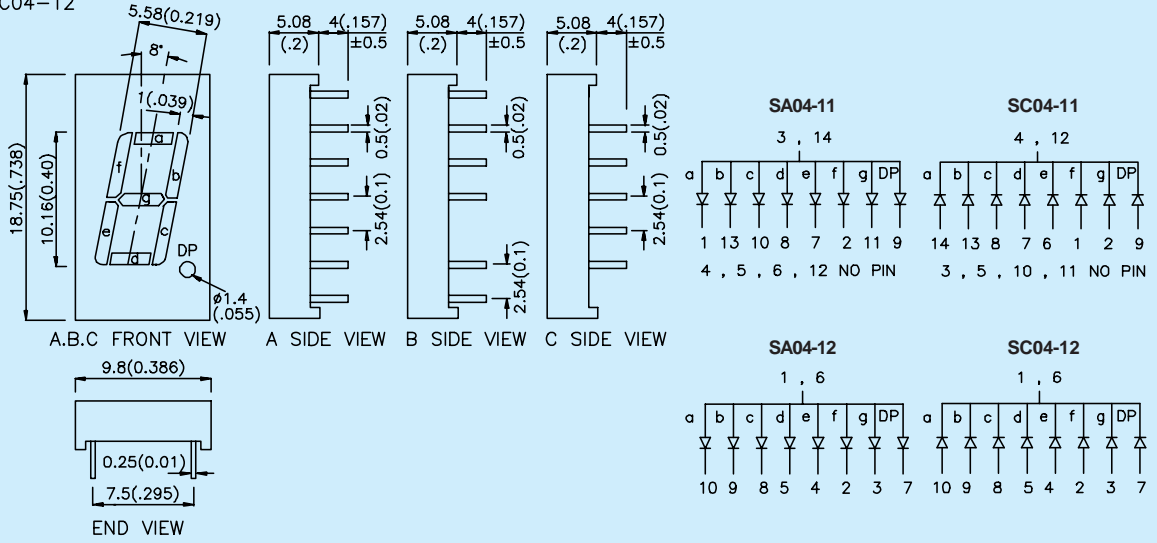 C04-12
5.58(0.219)
8°
1(.039)
a
f
b
g
e
c
d
DP
18.75(.738)
10.16(0.40)
ø1.4
(.055)
A.B.C FRONT VIEW
5.08
(.2)
4(.157)
±0.5
0.5(.02)
2.54(0.1)
A SIDE VIEW
5.08
(.2)
4(.157)
±0.5
0.5(.02)
2.54(0.1)
B SIDE VIEW
5.08
(.2)
4(.157)
±0.5
0.5(.02)
2.54(0.1)
C SIDE VIEW
9.8(0.386)
0.25(0.01)
7.5(.295)
END VIEW
SA04-11
3 , 14
a b c d e f g DP
1 13 10 8 7 2 11 9
4 , 5 , 6 , 12 NO PIN
SC04-11
4 , 12
a b c d e f g DP
14 13 8 7 6 1 2 9
3 , 5 , 10 , 11 NO PIN
SA04-12
1 , 6
a b c d e f g DP
10 9 8 5 4 2 3 7
SC04-12
1 , 6
a b c d e f g DP
10 9 8 5 4 2 3 7